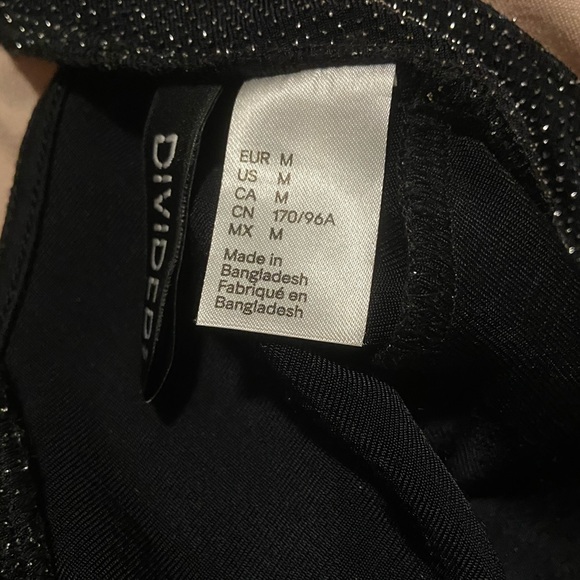 DIVIDED
EUR M
US M
CA M
CN 170/96A
MX M
Made in
Bangladesh
Fabriqué en
Bangladesh